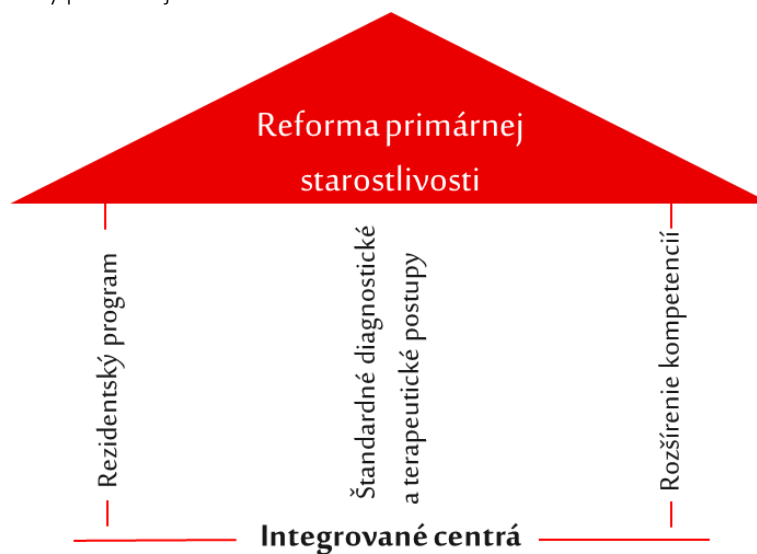 Reforma primárnej
starostlivosti
Rezidentský program
Štandardné diagnostické
a terapeutické postupy
Rozšírenie kompetencií
Integrované centrá